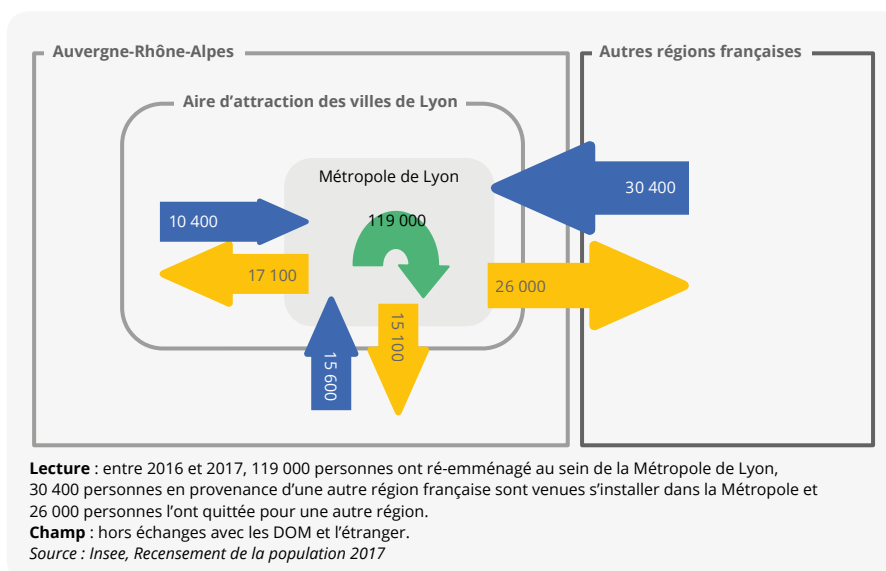 Auvergne-Rhône-Alpes
Autres régions françaises
Aire d’attraction des villes de Lyon
Métropole de Lyon
119 000
30 400
10 400
17 100
26 000
15 100
15 600
Lecture : entre 2016 et 2017, 119 000 personnes ont ré-emménagé au sein de la Métropole de Lyon,
30 400 personnes en provenance d’une autre région française sont venues s’installer dans la Métropole et
26 000 personnes l’ont quittée pour une autre région.
Champ : hors échanges avec les DOM et l’étranger.
Source : Insee, Recensement de la population 2017